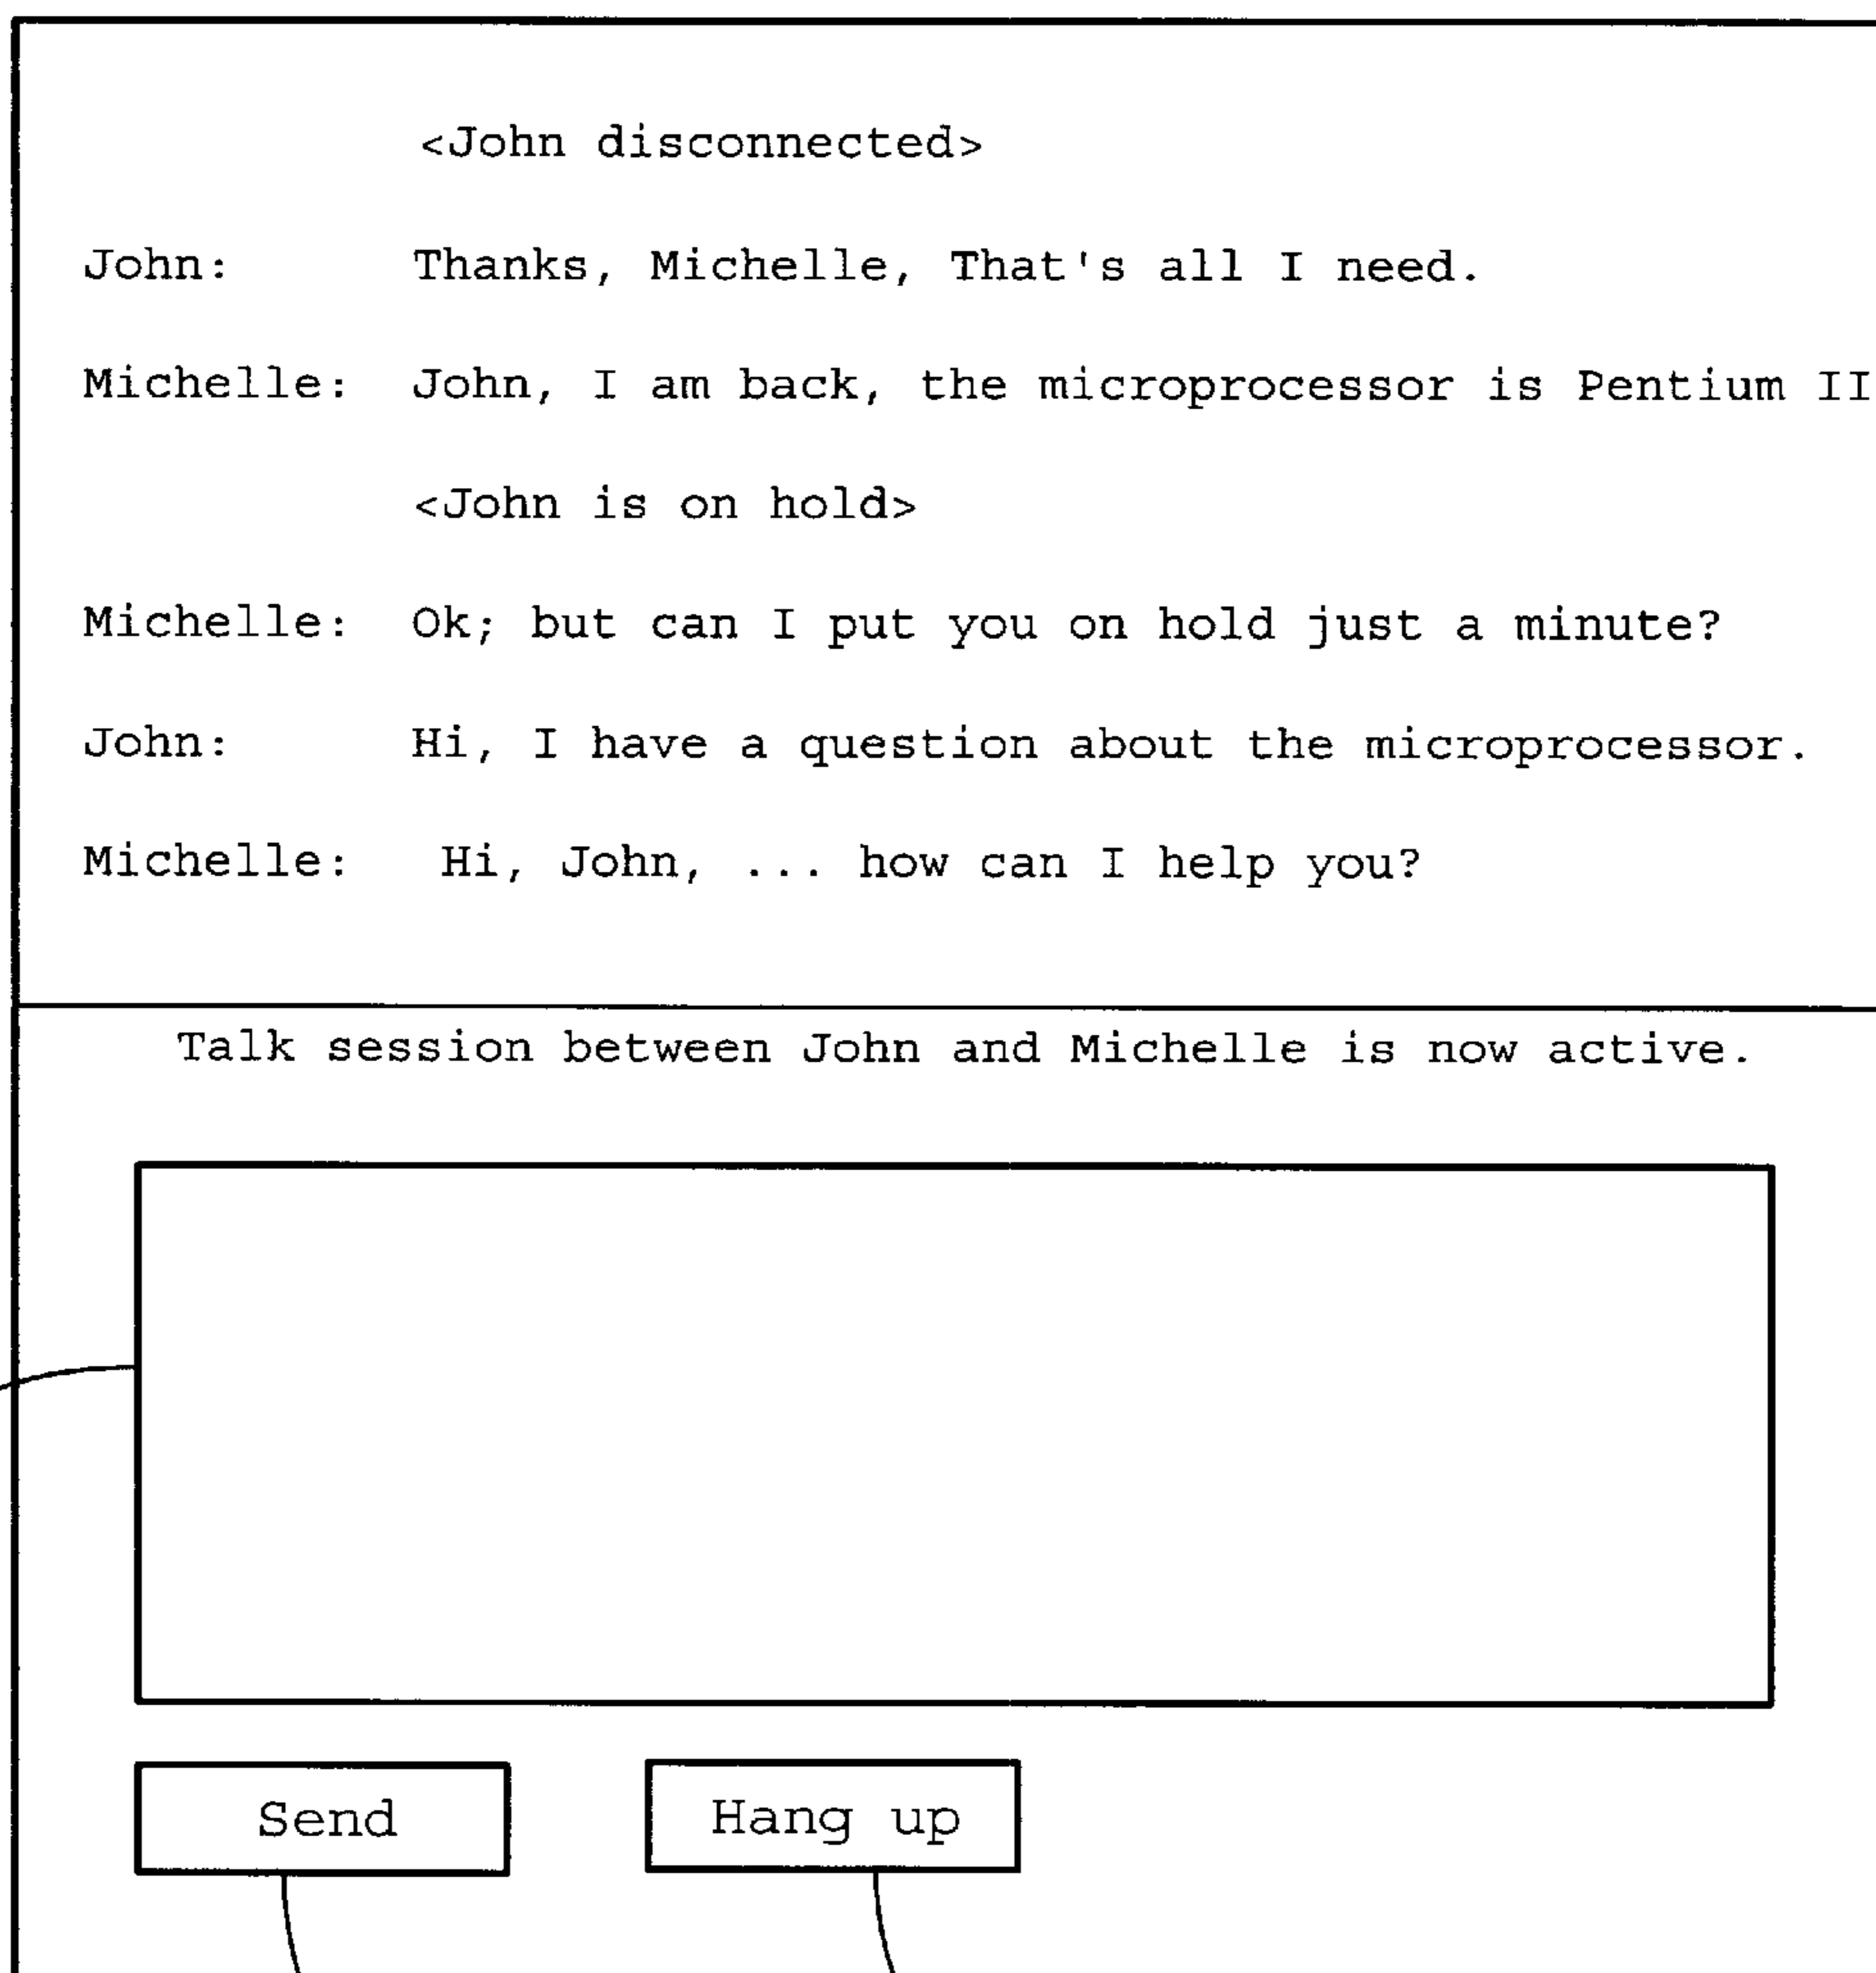 <John disconnected>
John: Thanks, Michelle, That's all I need.
Michelle: John, I am back, the microprocessor is Pentium II
<John is on hold>
Michelle: Ok; but can I put you on hold just a minute?
John: Hi, I have a question about the microprocessor.
Michelle: Hi, John, ... how can I help you?
Talk session between John and Michelle is now active.
Send Hang up